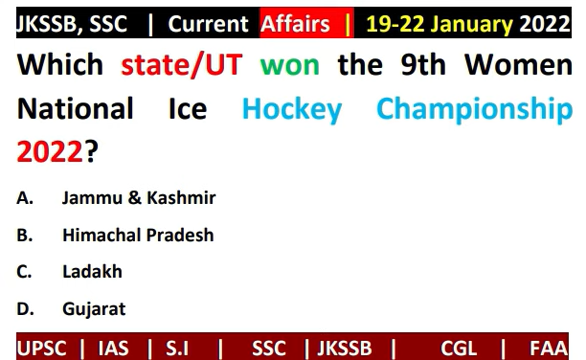 JKSSB, SSC | Current Affairs | 19-22 January 2022
Which state/UT won the 9th Women
National Ice Hockey Championship
2022?
A. Jammu & Kashmir
B. Himachal Pradesh
C. Ladakh
D. Gujarat
UPSC | IAS | S.I | SSC | JKSSB | CGL | FAA